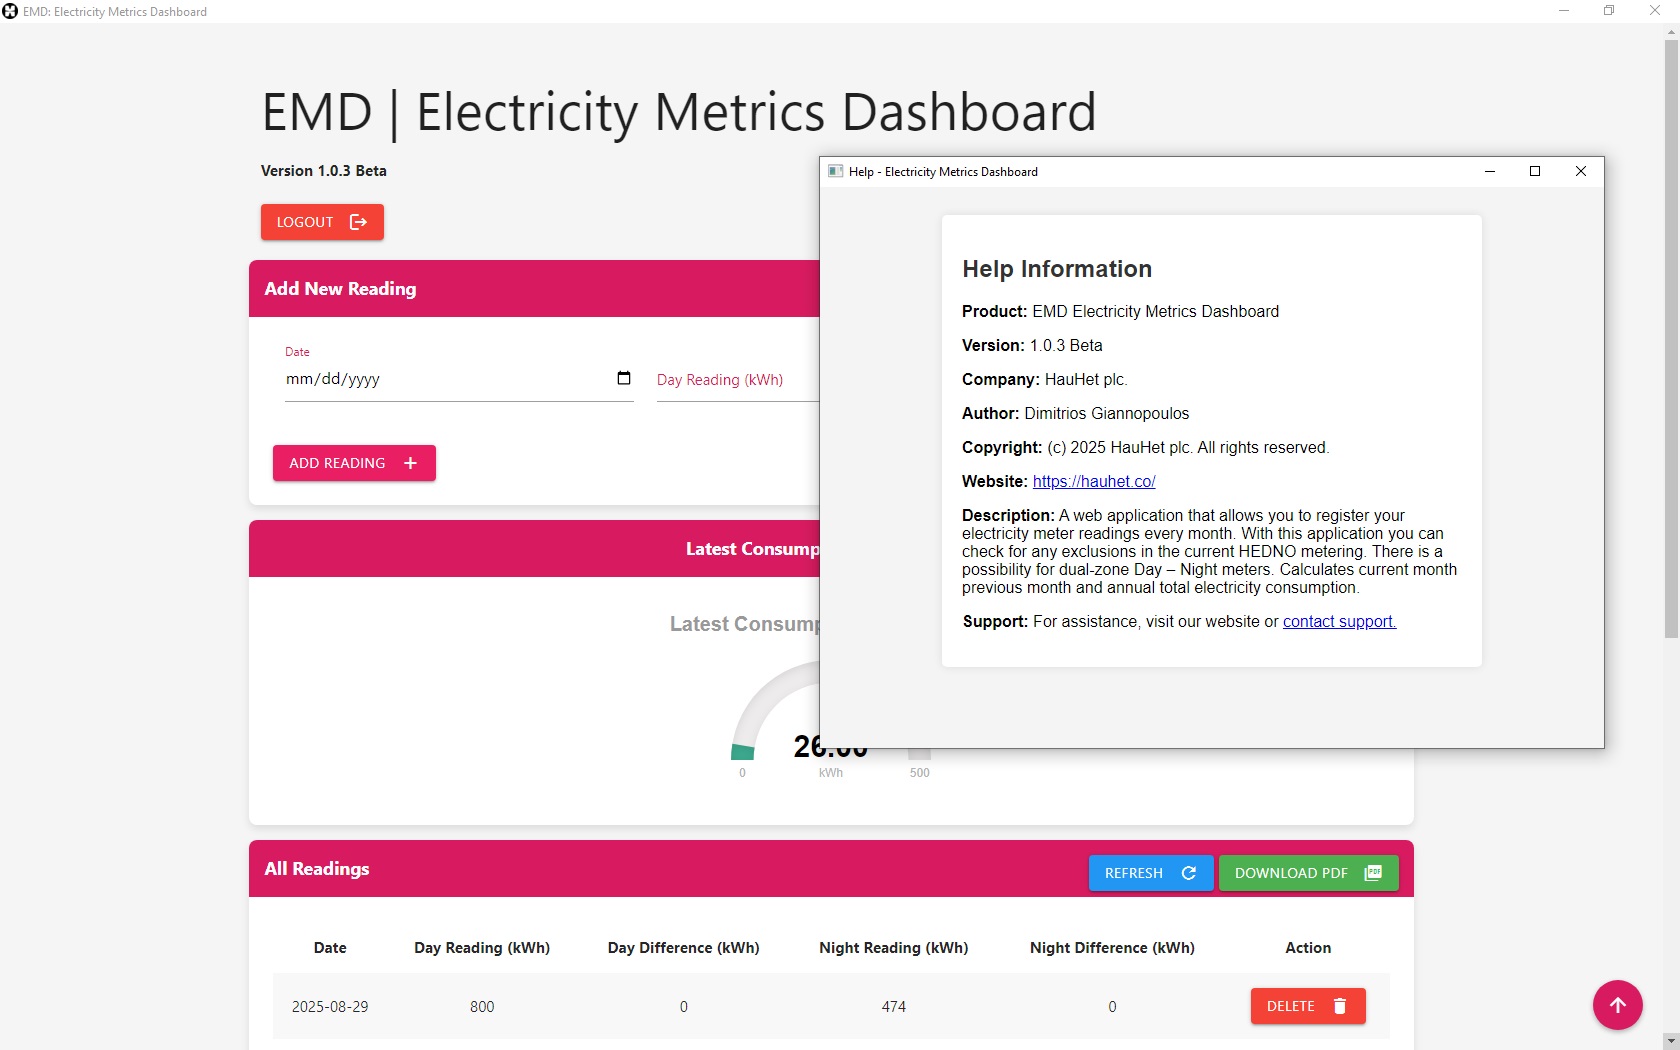 EMD: Electricity Metrics Dashboard
EMD | Electricity Metrics Dashboard
Version 1.0.3 Beta
LOGOUT
Add New Reading
Date
mm/dd/yyyy
Day Reading (kWh)
ADD READING
Latest Consump
Latest Consump
26.00
0
kWh
500
Help - Electricity Metrics Dashboard
Help Information
Product: EMD Electricity Metrics Dashboard
Version: 1.0.3 Beta
Company: HauHet plc.
Author: Dimitrios Giannopoulos
Copyright: (c) 2025 HauHet plc. All rights reserved.
Website: https://hauhet.co/
Description: A web application that allows you to register your
electricity meter readings every month. With this application you can
check for any exclusions in the current HEDNO metering. There is a
possibility for dual-zone Day – Night meters. Calculates current month
previous month and annual total electricity consumption.
Support: For assistance, visit our website or contact support.
All Readings
REFRESH
DOWNLOAD PDF
PDF
Date Day Reading (kWh) Day Difference (kWh) Night Reading (kWh) Night Difference (kWh) Action
2025-08-29 800 0 474 0 DELETE